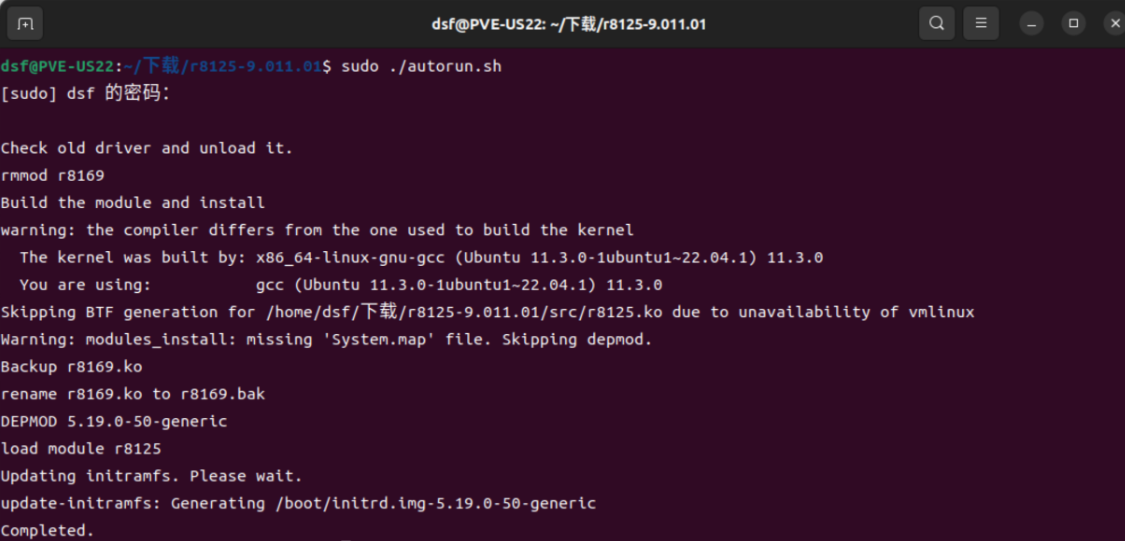 dsf@PVE-US22: ~/下载/r8125-9.011.01
dsf@PVE-US22:~/下载/r8125-9.011.01$ sudo ./autorun.sh
[sudo] dsf 的密码：
Check old driver and unload it.
rmmod r8169
Build the module and install
warning: the compiler differs from the one used to build the kernel
  The kernel was built by: x86_64-linux-gnu-gcc (Ubuntu 11.3.0-1ubuntu1~22.04.1) 11.3.0
  You are using:           gcc (Ubuntu 11.3.0-1ubuntu1~22.04.1) 11.3.0
Skipping BTF generation for /home/dsf/下载/r8125-9.011.01/src/r8125.ko due to unavailability of vmlinux
Warning: modules_install: missing 'System.map' file. Skipping depmod.
Backup r8169.ko
rename r8169.ko to r8169.bak
DEPMOD 5.19.0-50-generic
load module r8125
Updating initramfs. Please wait.
update-initramfs: Generating /boot/initrd.img-5.19.0-50-generic
Completed.